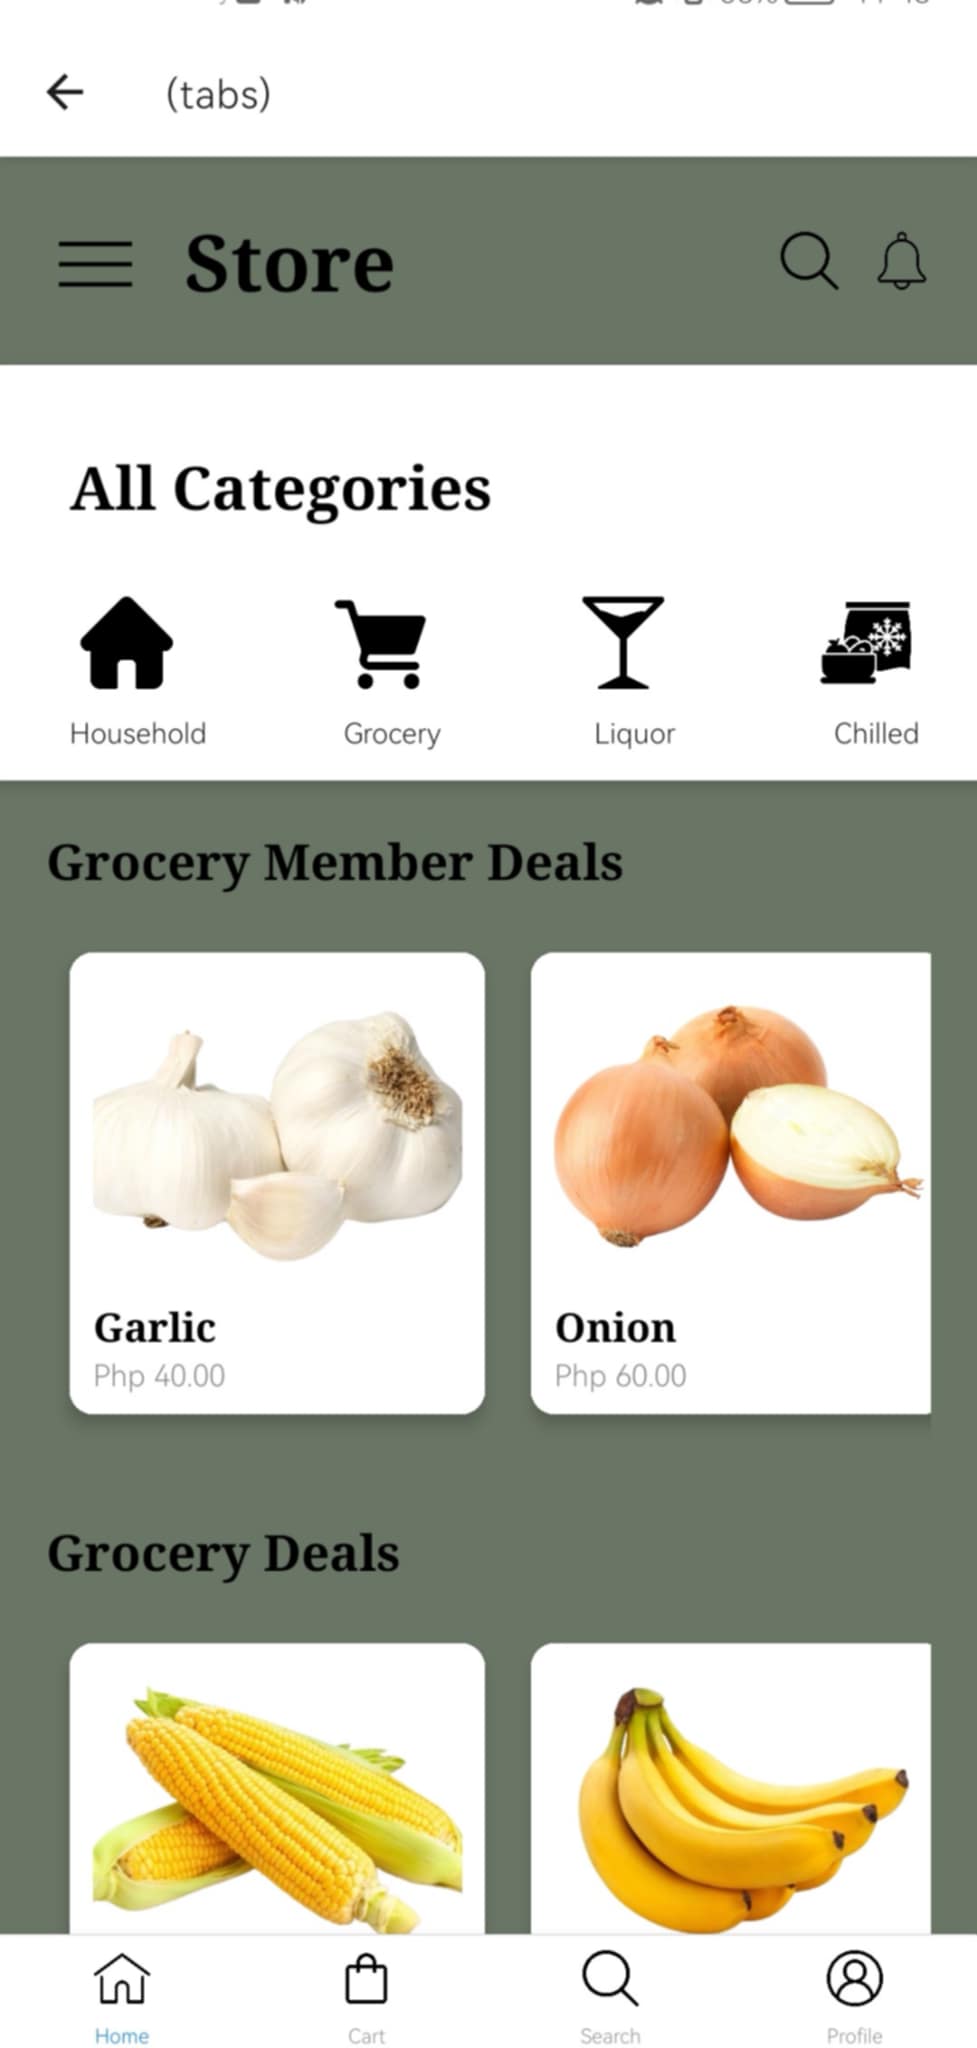 (tabs)
Store
All Categories
Household Grocery Liquor Chilled
Grocery Member Deals
Garlic Onion
Php 40.00 Php 60.00
Grocery Deals
Home Cart Search Profile